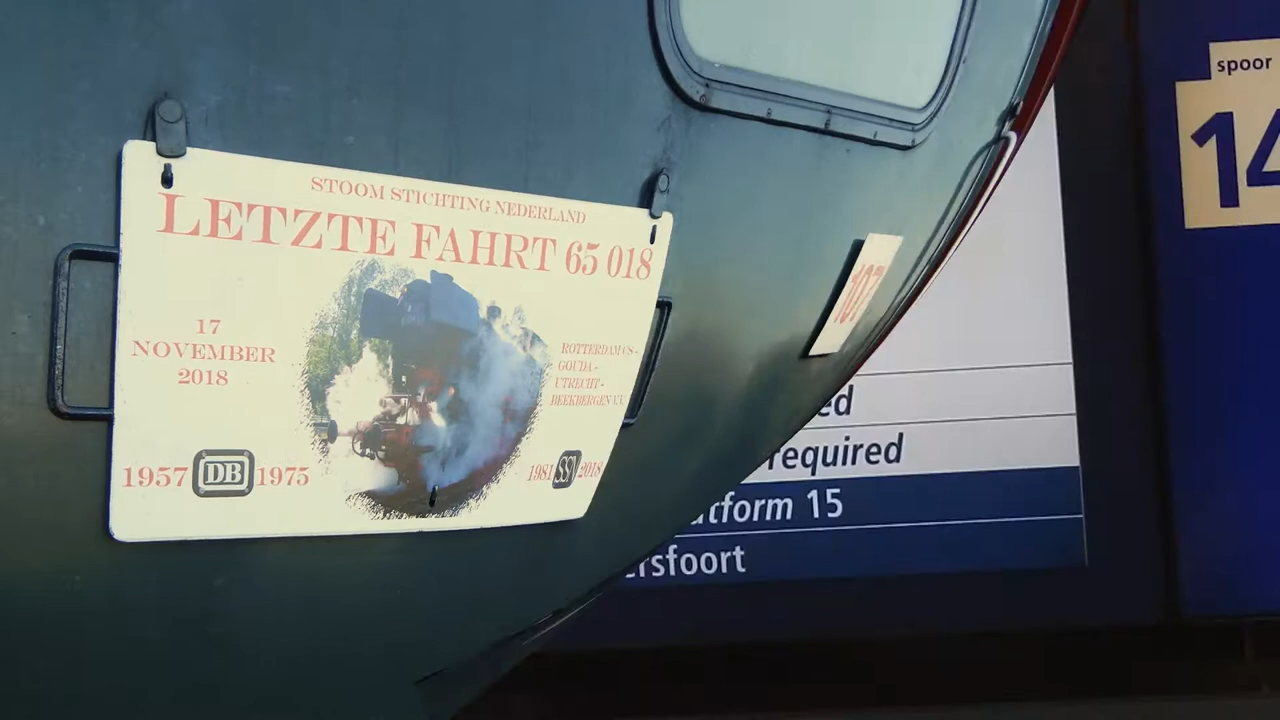 STOOM STICHTING NEDERLAND
LETZTE FAHRT 65 018
17
NOVEMBER
2018
ROTTERDAM CS -
GOUDA -
UTRECHT -
BEEKBERGEN V.V.
1957 DB 1975
1981 SSN 2018
107
ed
required
atform 15
ersfoort
spoor
14